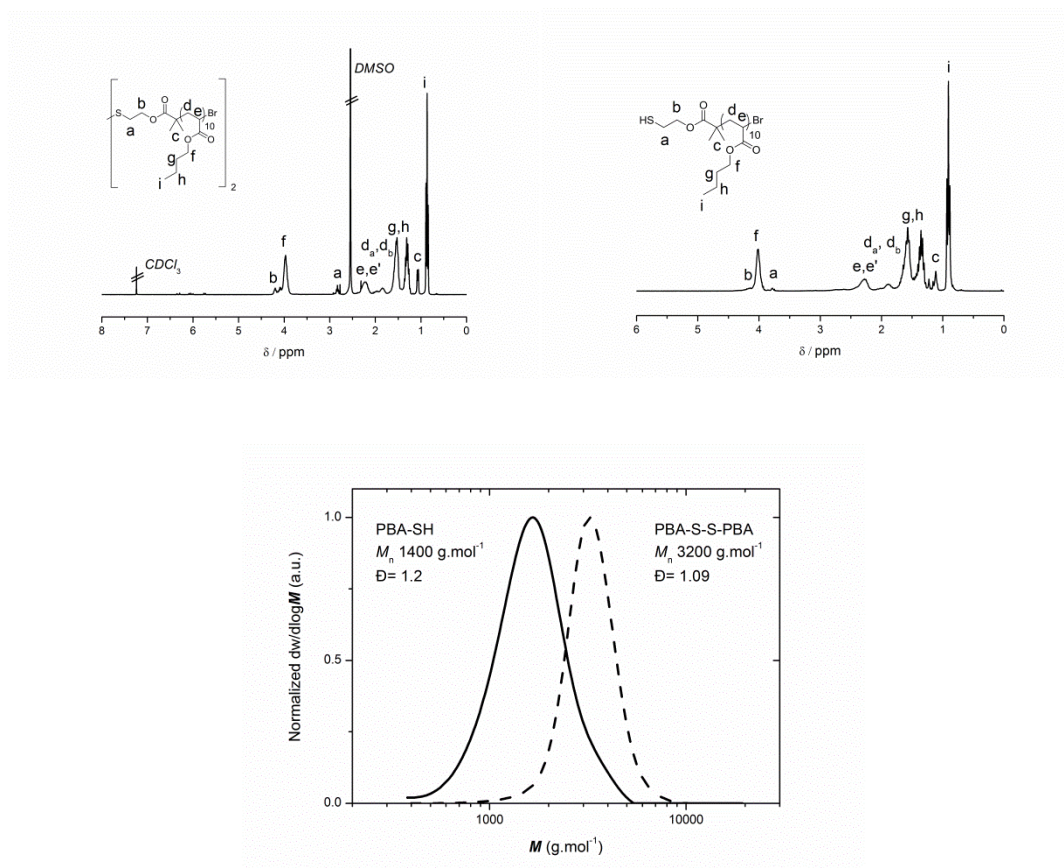 DMSO
i
b
O
d
e
Br
S
O
10
a
c
O
O
g
f
i
h
2
f
g,h
dₐ, d_b
e,e'
c
a
b
CDCl₃
8 7 6 5 4 3 2 1 0
δ / ppm
i
b
O
d
e
Br
HS
O
10
a
c
O
O
g
f
h
i
g,h
f
dₐ, d_b
e,e'
c
b
a
6 5 4 3 2 1 0
δ / ppm
1.0
PBA-SH
Mₙ 1400 g.mol⁻¹
Đ= 1.2
PBA-S-S-PBA
Mₙ 3200 g.mol⁻¹
Đ= 1.09
0.5
0.0
Normalized dw/dlogM (a.u.)
1000 10000
M (g.mol⁻¹)